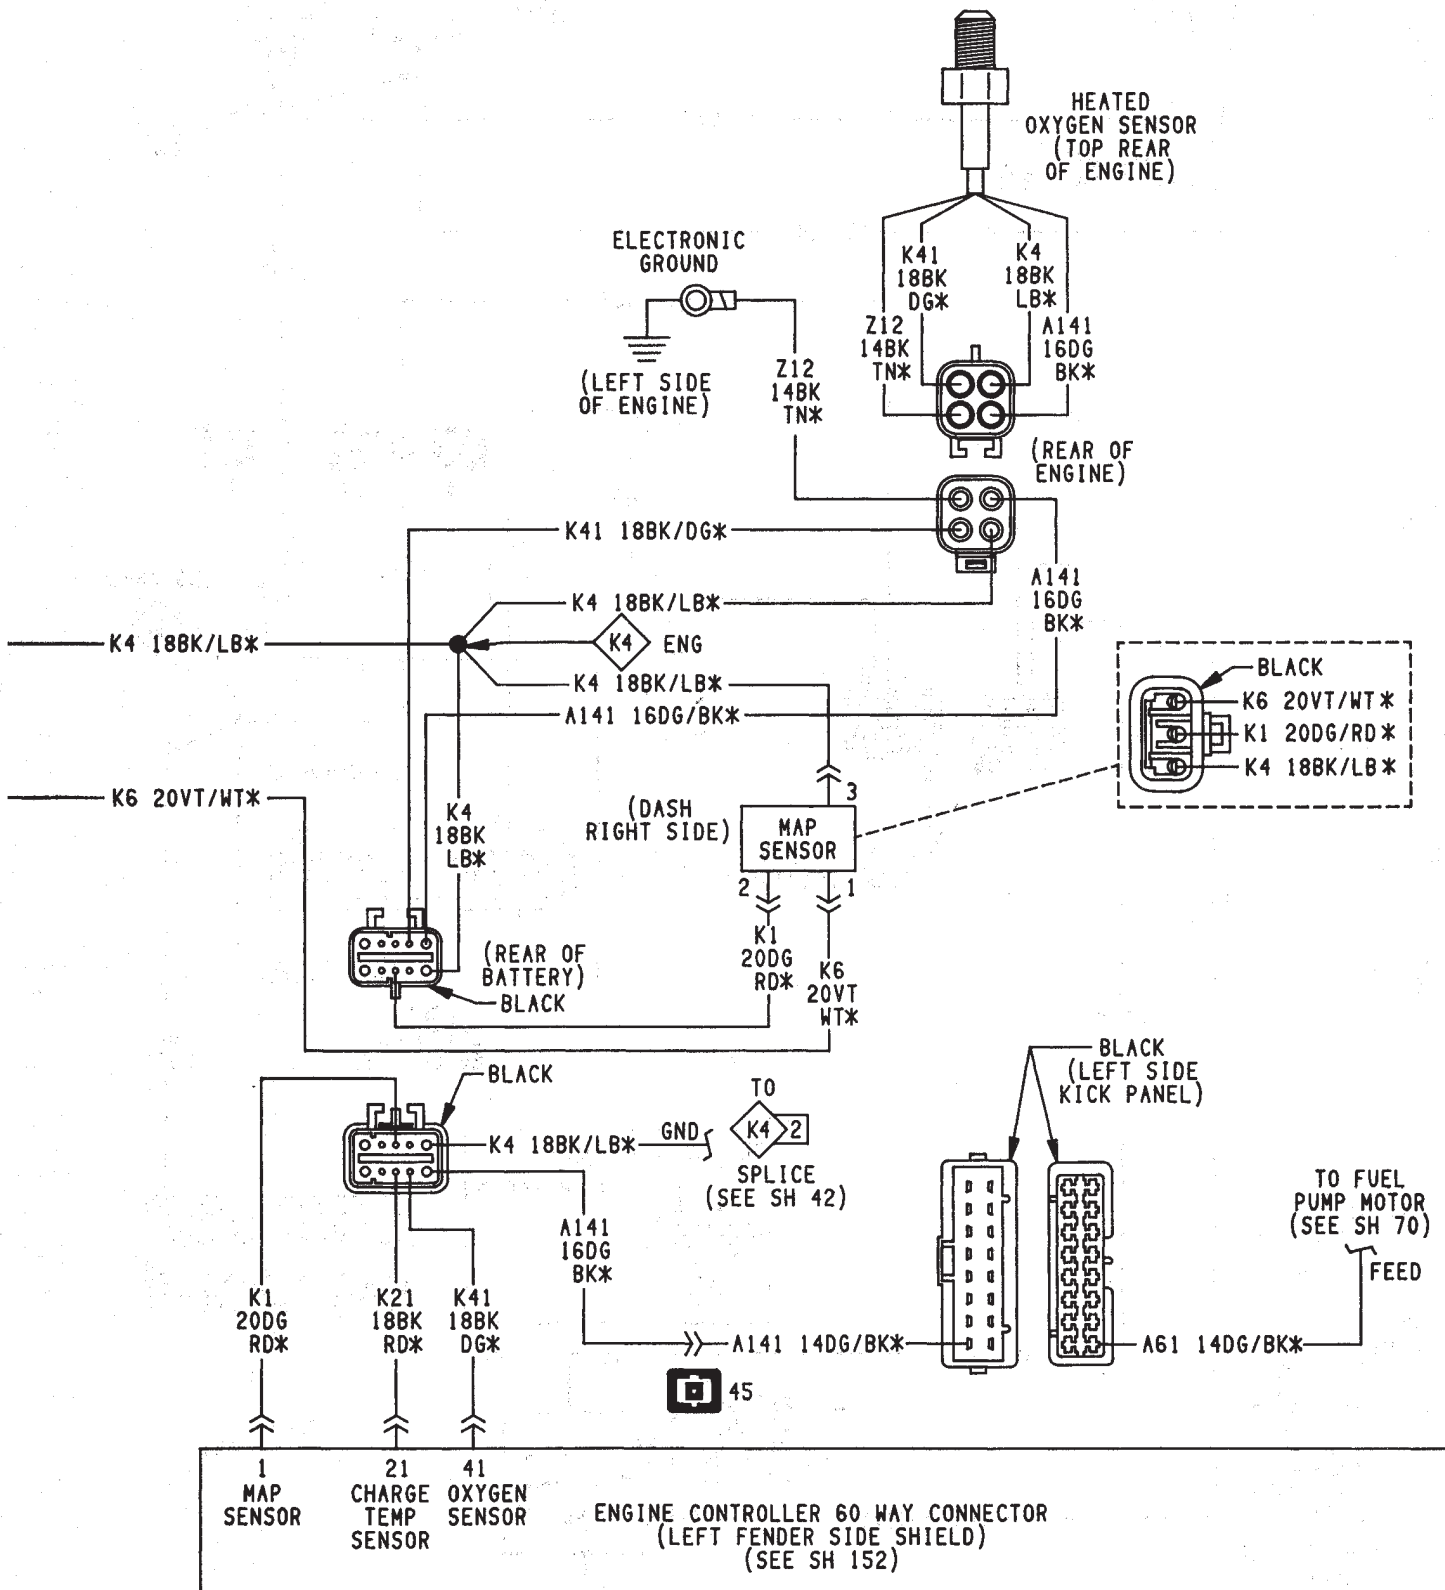 HEATED
OXYGEN SENSOR
(TOP REAR
OF ENGINE)
ELECTRONIC
GROUND
K41
18BK
DG*
K4
18BK
LB*
Z12
14BK
TN*
A141
16DG
BK*
(LEFT SIDE
OF ENGINE)
Z12
14BK
TN*
(REAR OF
ENGINE)
K41 18BK/DG*
A141
16DG
BK*
K4 18BK/LB*
K4 18BK/LB*
K4
ENG
K4 18BK/LB*
A141 16DG/BK*
BLACK
K6 20VT/WT*
K1 20DG/RD*
K4 18BK/LB*
K6 20VT/WT*
K4
18BK
LB*
(DASH
RIGHT SIDE)
3
MAP
SENSOR
2
1
K1
20DG
RD*
K6
20VT
WT*
(REAR OF
BATTERY)
BLACK
BLACK
BLACK
(LEFT SIDE
KICK PANEL)
K4 18BK/LB*
GND
TO
K4
2
SPLICE
(SEE SH 42)
TO FUEL
PUMP MOTOR
(SEE SH 70)
FEED
A141
16DG
BK*
K1
20DG
RD*
K21
18BK
RD*
K41
18BK
DG*
A141 14DG/BK*
A61 14DG/BK*
45
1
MAP
SENSOR
21
CHARGE
TEMP
SENSOR
41
OXYGEN
SENSOR
ENGINE CONTROLLER 60 WAY CONNECTOR
(LEFT FENDER SIDE SHIELD)
(SEE SH 152)